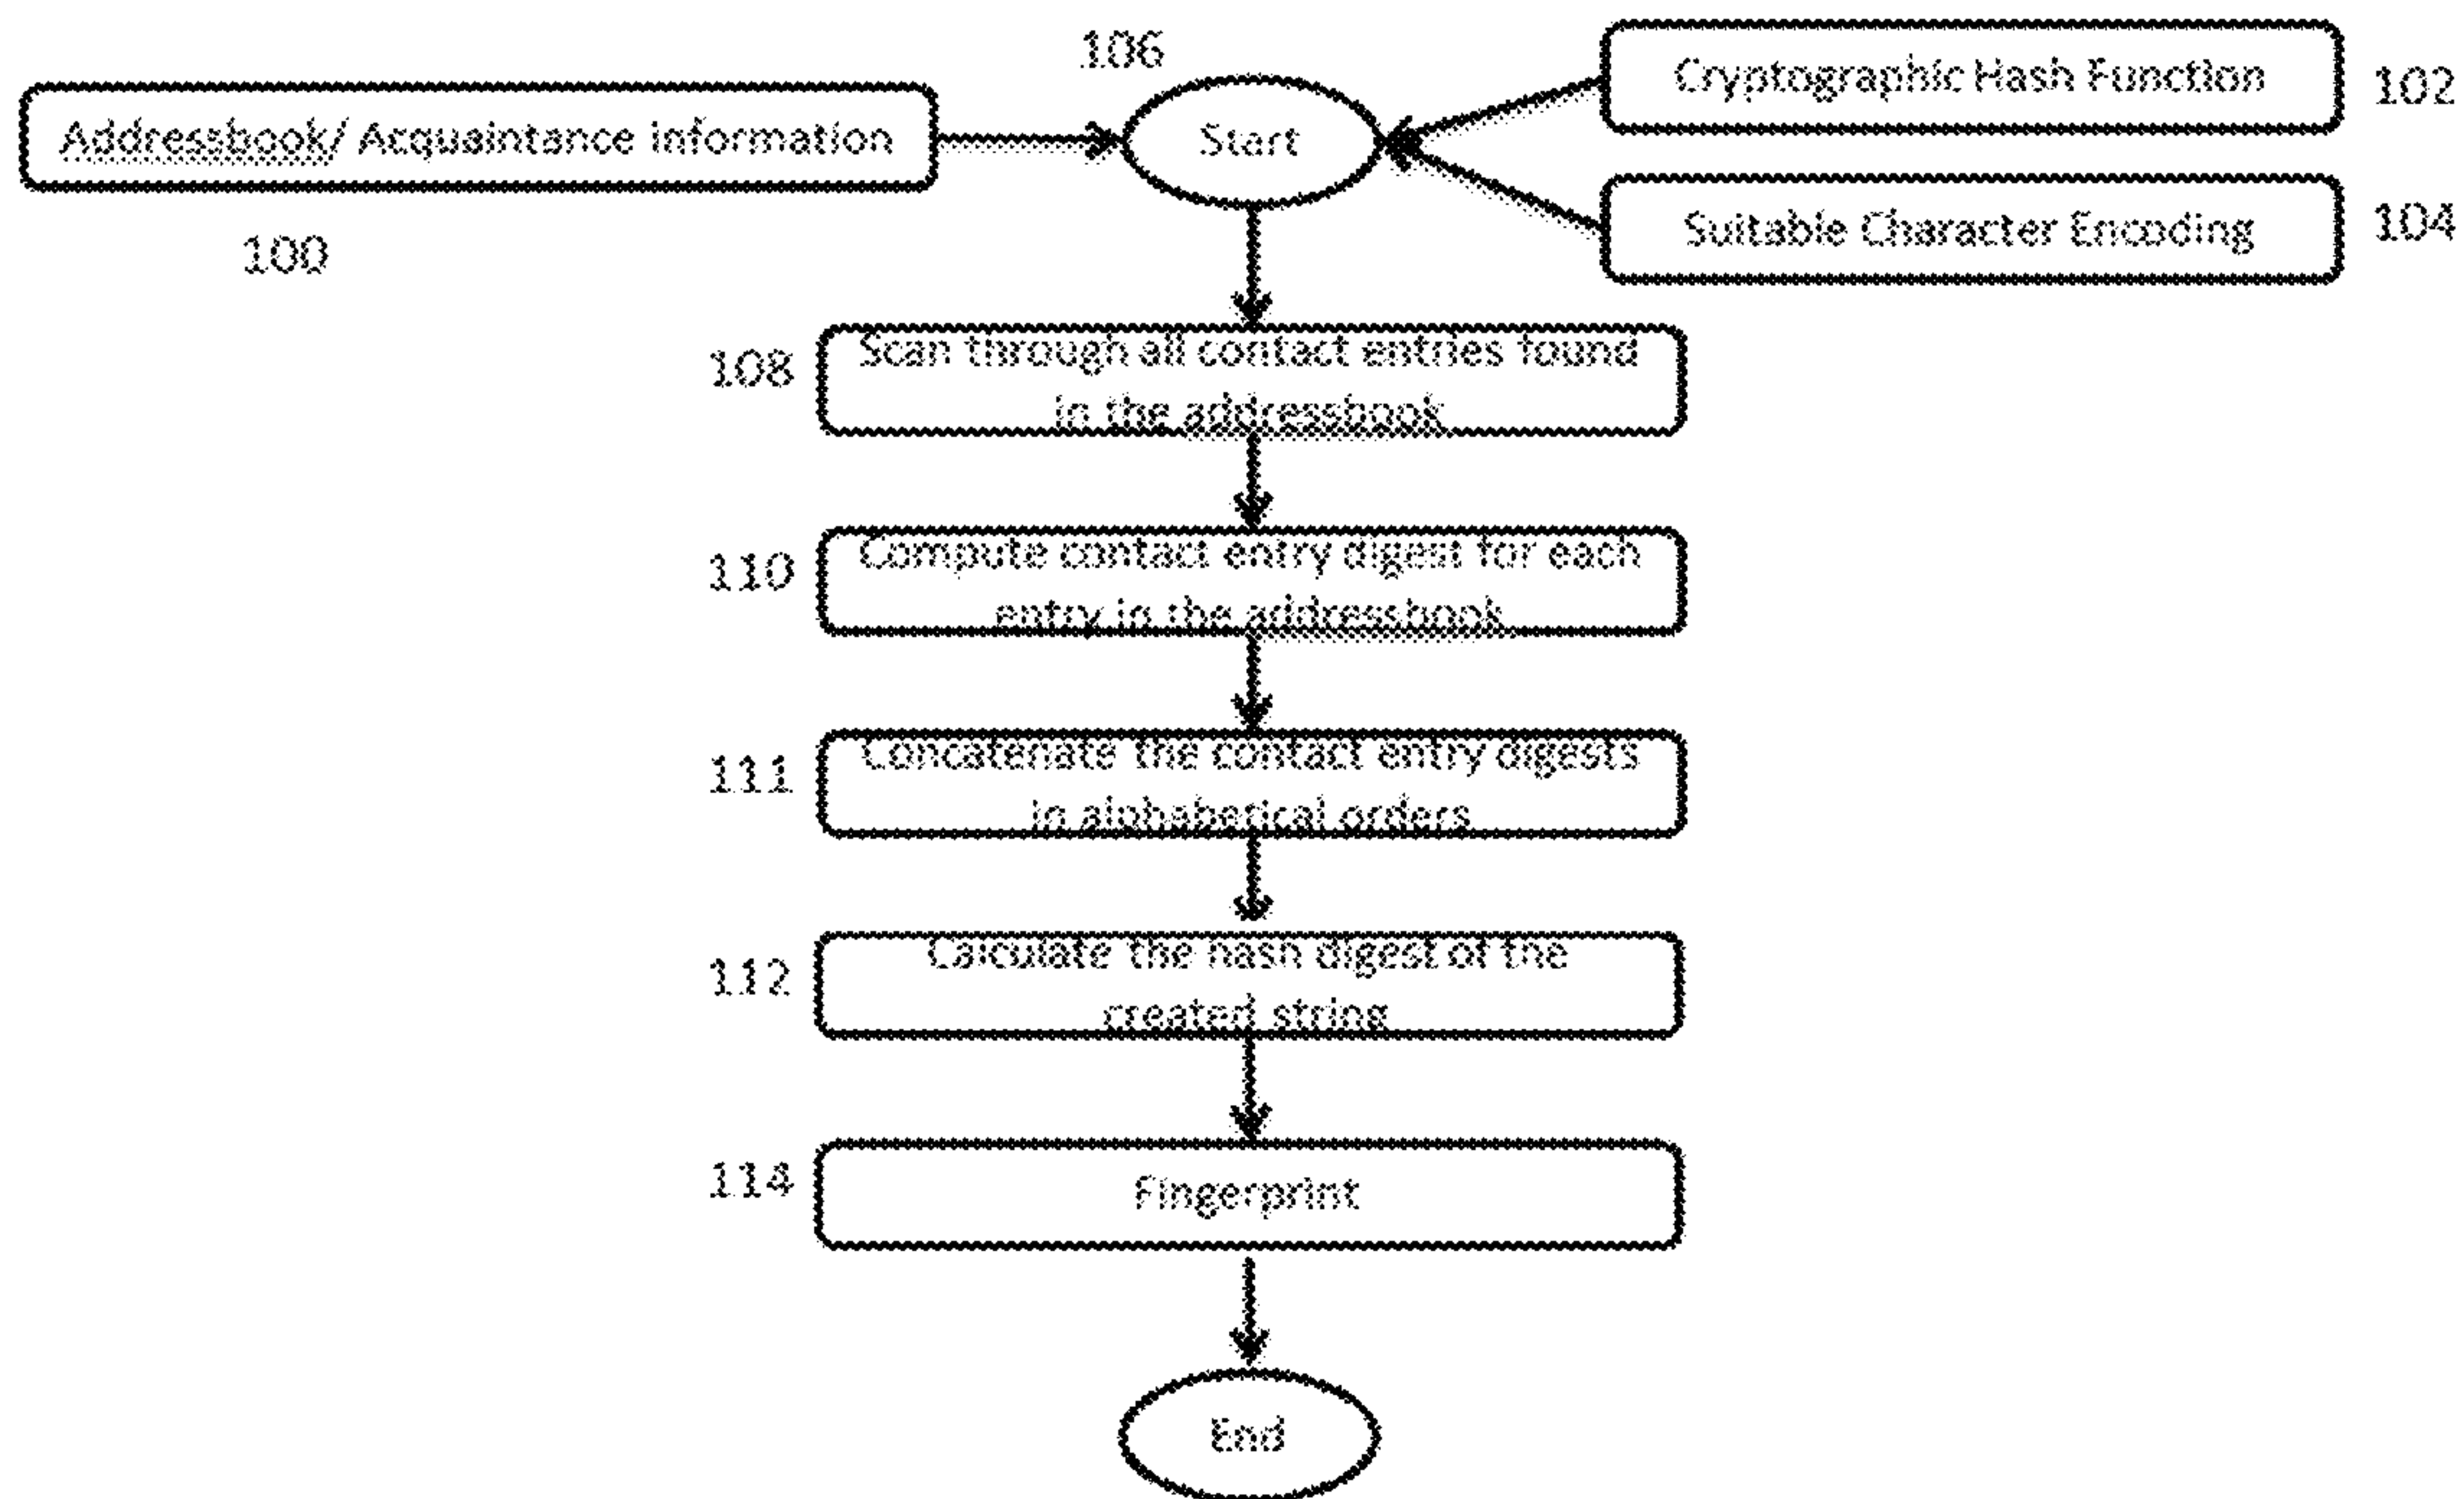 106
Cryptographic Hash Function
102
Addressbook/ Acquaintance Information
Start
100
Suitable Character Encoding
104
108
Scan through all contact entries found
in the addressbook
110
Compute contact entry digest for each
entry in the addressbook
111
Concatenate the contact entry digests
in alphabetical orders
112
Calculate the hash digest of the
created string
114
Fingerprint
End